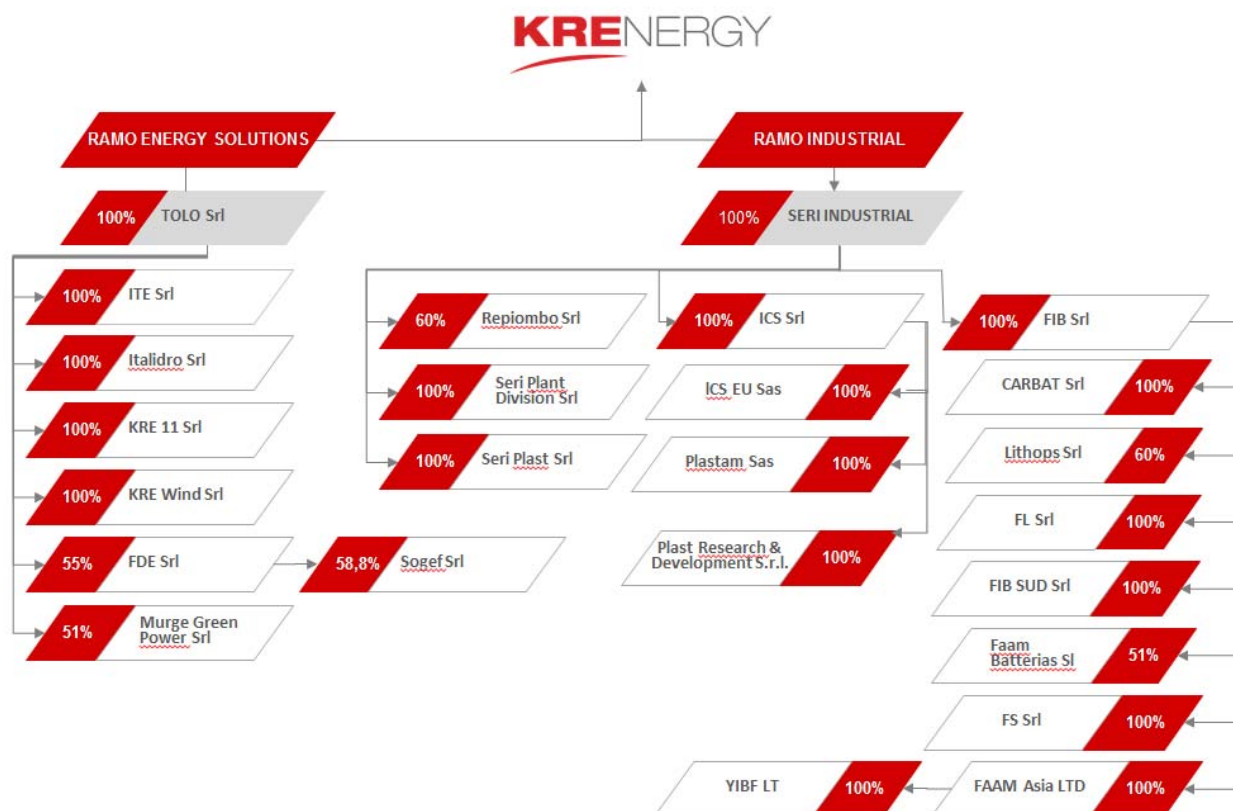 KRENERGY
RAMO ENERGY SOLUTIONS
RAMO INDUSTRIAL
100% TOLO Srl
100% SERI INDUSTRIAL
100% ITE Srl
100% Italidro Srl
100% KRE 11 Srl
100% KRE Wind Srl
55% FDE Srl
58,8% Sogef Srl
51% Murge Green
Power Srl
60% Repiombo Srl
100% Seri Plant
Division Srl
100% Seri Plast Srl
100% ICS Srl
ICS EU Sas 100%
Plastam Sas 100%
Plast Research &
Development S.r.l. 100%
100% FIB Srl
CARBAT Srl 100%
Lithops Srl 60%
FL Srl 100%
FIB SUD Srl 100%
Faam
Batterias Sl 51%
FS Srl 100%
FAAM Asia LTD 100%
YIBF LT 100%